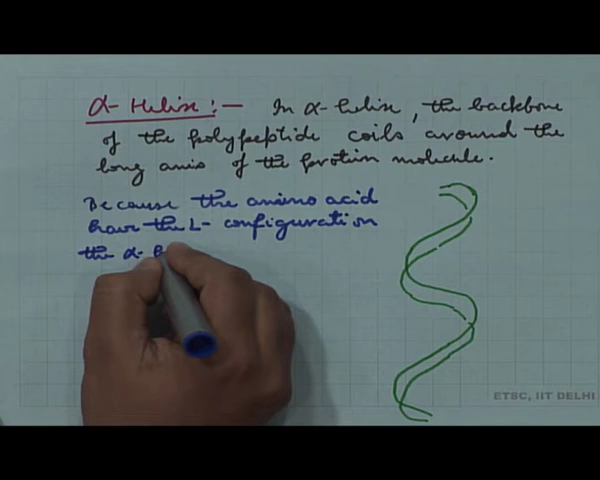 α- Helix :— In α-helix, the backbone
of the polypeptide coils around the
long axis of the protein molecule.
Because the amino acid
have the L- configuration
the α-
ETSC, IIT DELHI